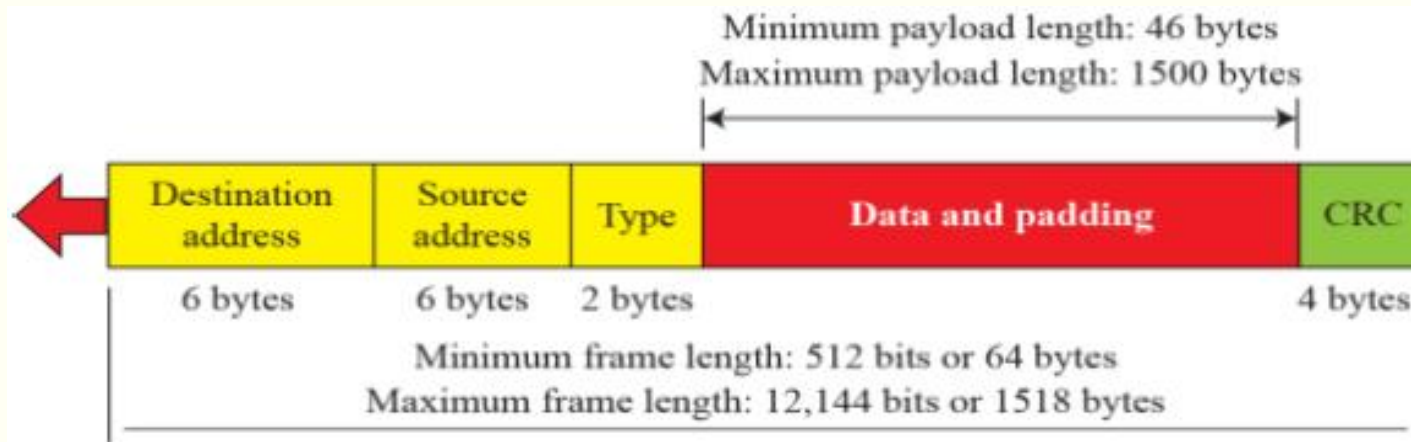 Minimum payload length: 46 bytes
Maximum payload length: 1500 bytes
Destination address
Source address
Type
Data and padding
CRC
6 bytes
6 bytes
2 bytes
4 bytes
Minimum frame length: 512 bits or 64 bytes
Maximum frame length: 12,144 bits or 1518 bytes